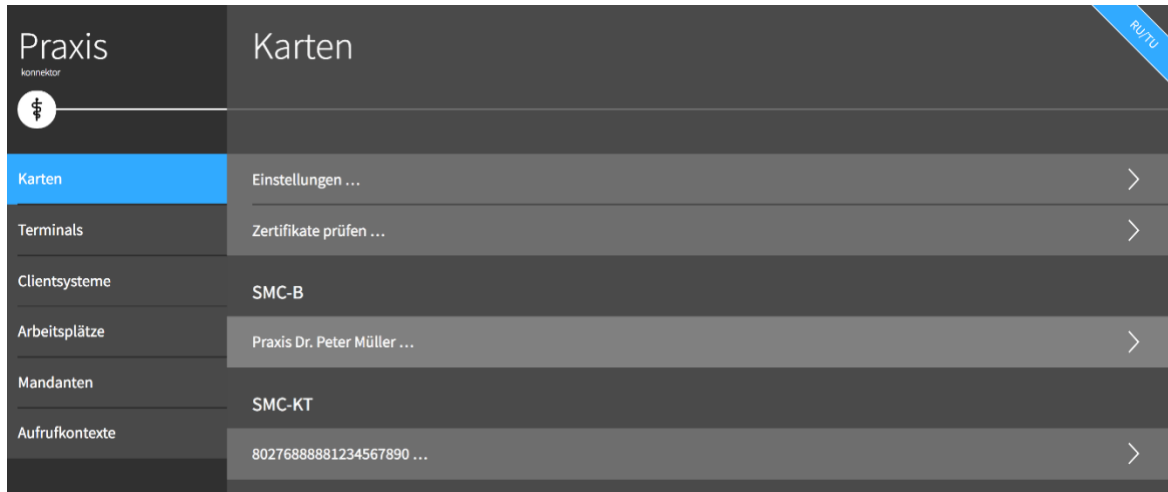 Praxis
konnektor
Karten
RU/TU
Karten
Terminals
Clientsysteme
Arbeitsplätze
Mandanten
Aufrufkontexte
Einstellungen ...
Zertifikate prüfen ...
SMC-B
Praxis Dr. Peter Müller ...
SMC-KT
80276888881234567890 ...